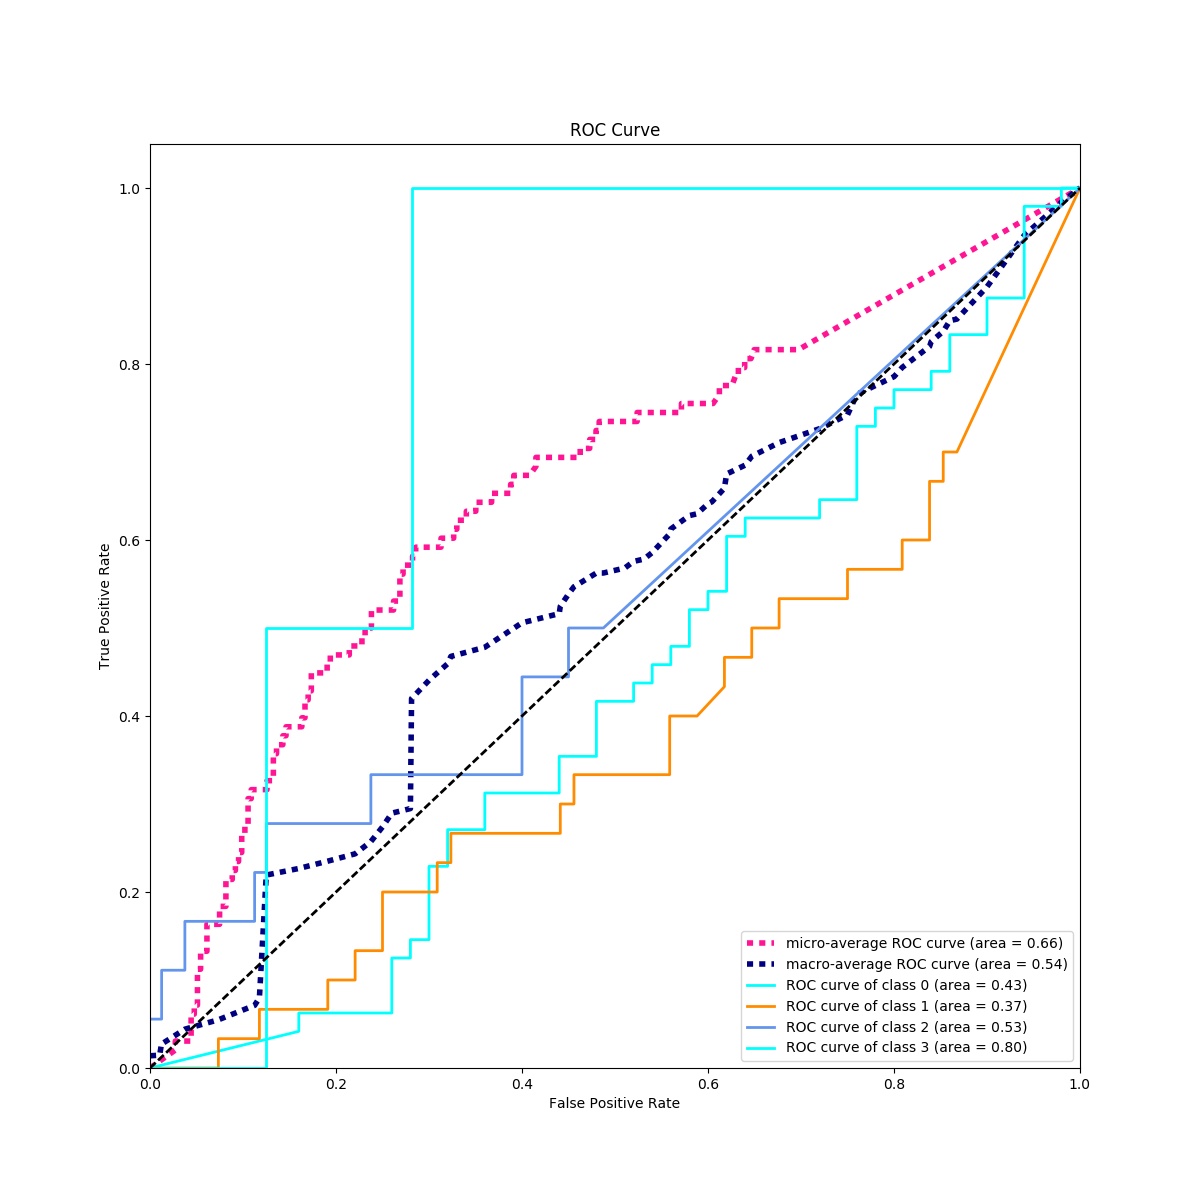 ROC Curve
1.0
0.8
0.6
0.4
0.2
0.0
True Positive Rate
micro-average ROC curve (area = 0.66)
macro-average ROC curve (area = 0.54)
ROC curve of class 0 (area = 0.43)
ROC curve of class 1 (area = 0.37)
ROC curve of class 2 (area = 0.53)
ROC curve of class 3 (area = 0.80)
0.0 0.2 0.4 0.6 0.8 1.0
False Positive Rate